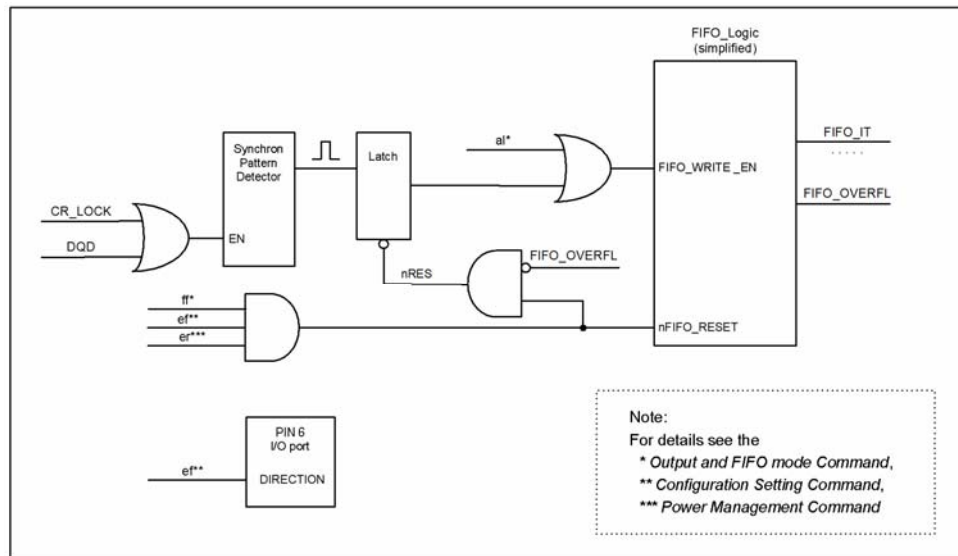 FIFO_Logic
(simplified)
Synchron
Pattern
Detector
Latch
al*
FIFO_IT
.....
FIFO_WRITE_EN
FIFO_OVERFL
CR_LOCK
EN
DQD
nRES
FIFO_OVERFL
ff*
ef**
er***
nFIFO_RESET
PIN 6
I/O port
ef**
DIRECTION
Note:
For details see the
* Output and FIFO mode Command,
** Configuration Setting Command,
*** Power Management Command